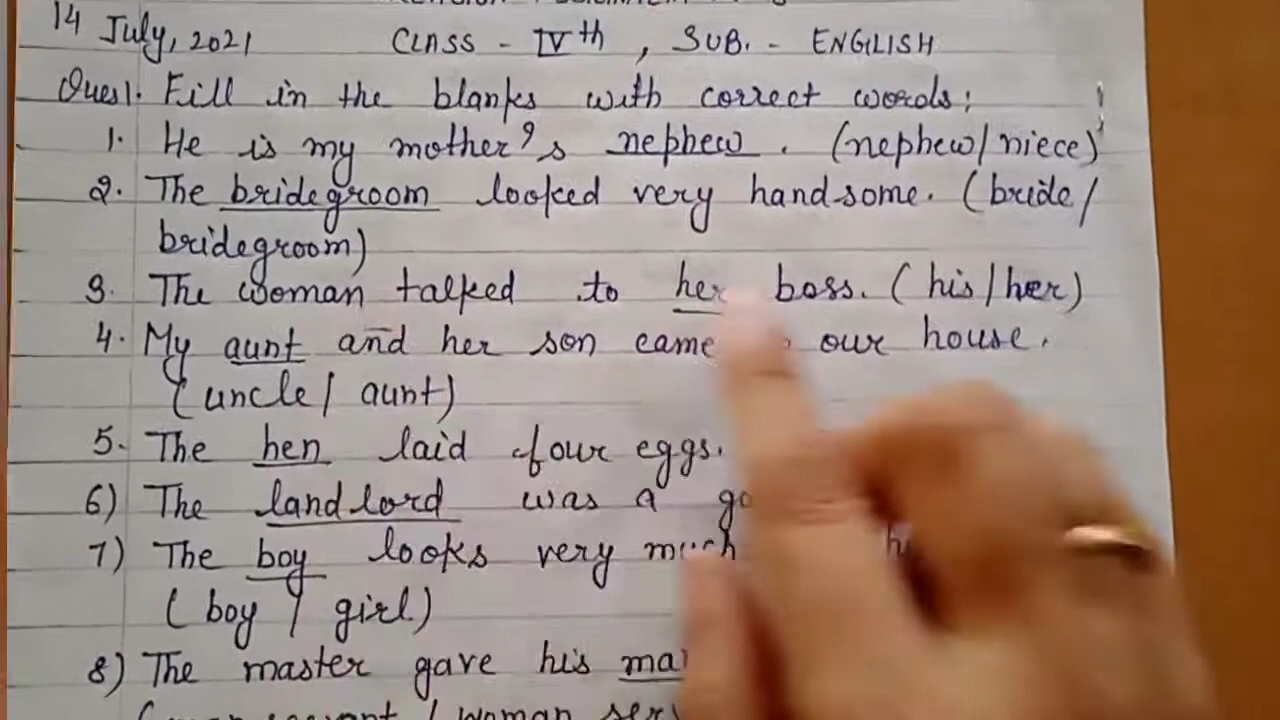 14 July, 2021 CLASS - IVth, SUB. - ENGLISH
Ques1. Fill in the blanks with correct words:
1. He is my mother's nephew. (nephew/niece)
2. The bridegroom looked very handsome. (bride/
bridegroom)
3. The woman talked to her boss. (his/her)
4. My aunt and her son came our house.
(uncle/ aunt)
5. The hen laid four eggs.
6) The landlord was a
7) The boy looks very much
(boy / girl)
8) The master gave his